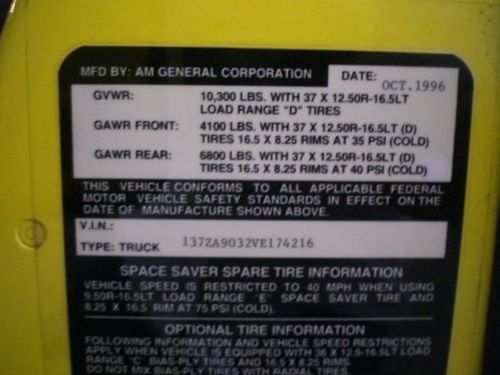 MFD BY: AM GENERAL CORPORATION DATE: OCT.1996
GVWR: 10,300 LBS. WITH 37 X 12.50R-16.5LT
LOAD RANGE "D" TIRES
GAWR FRONT: 4100 LBS. WITH 37 X 12.50R-16.5LT (D)
TIRES 16.5 X 8.25 RIMS AT 35 PSI (COLD)
GAWR REAR: 6800 LBS. WITH 37 X 12.50R-16.5LT (D)
TIRES 16.5 X 8.25 RIMS AT 40 PSI (COLD)
THIS VEHICLE CONFORMS TO ALL APPLICABLE FEDERAL
MOTOR VEHICLE SAFETY STANDARDS IN EFFECT ON THE
DATE OF MANUFACTURE SHOWN ABOVE.
V.I.N.:
137ZA9032VE174216
TYPE: TRUCK
SPACE SAVER SPARE TIRE INFORMATION
VEHICLE SPEED IS RESTRICTED TO 40 MPH WHEN USING
9.50R-16.5LT LOAD RANGE "E" SPACE SAVER TIRE AND
8.25 X 16.5 RIM AT 75 PSI (COLD).
OPTIONAL TIRE INFORMATION
FOLLOWING INFORMATION AND VEHICLE SPEED RESTRICTIONS
APPLY WHEN VEHICLE IS EQUIPPED WITH 36 X 12.5-16.5LT LOAD
RANGE "C" BIAS-PLY TIRES AND 16.5 X 8.25 RIMS.
DO NOT MIX BIAS-PLY TIRES WITH RADIAL TIRES.